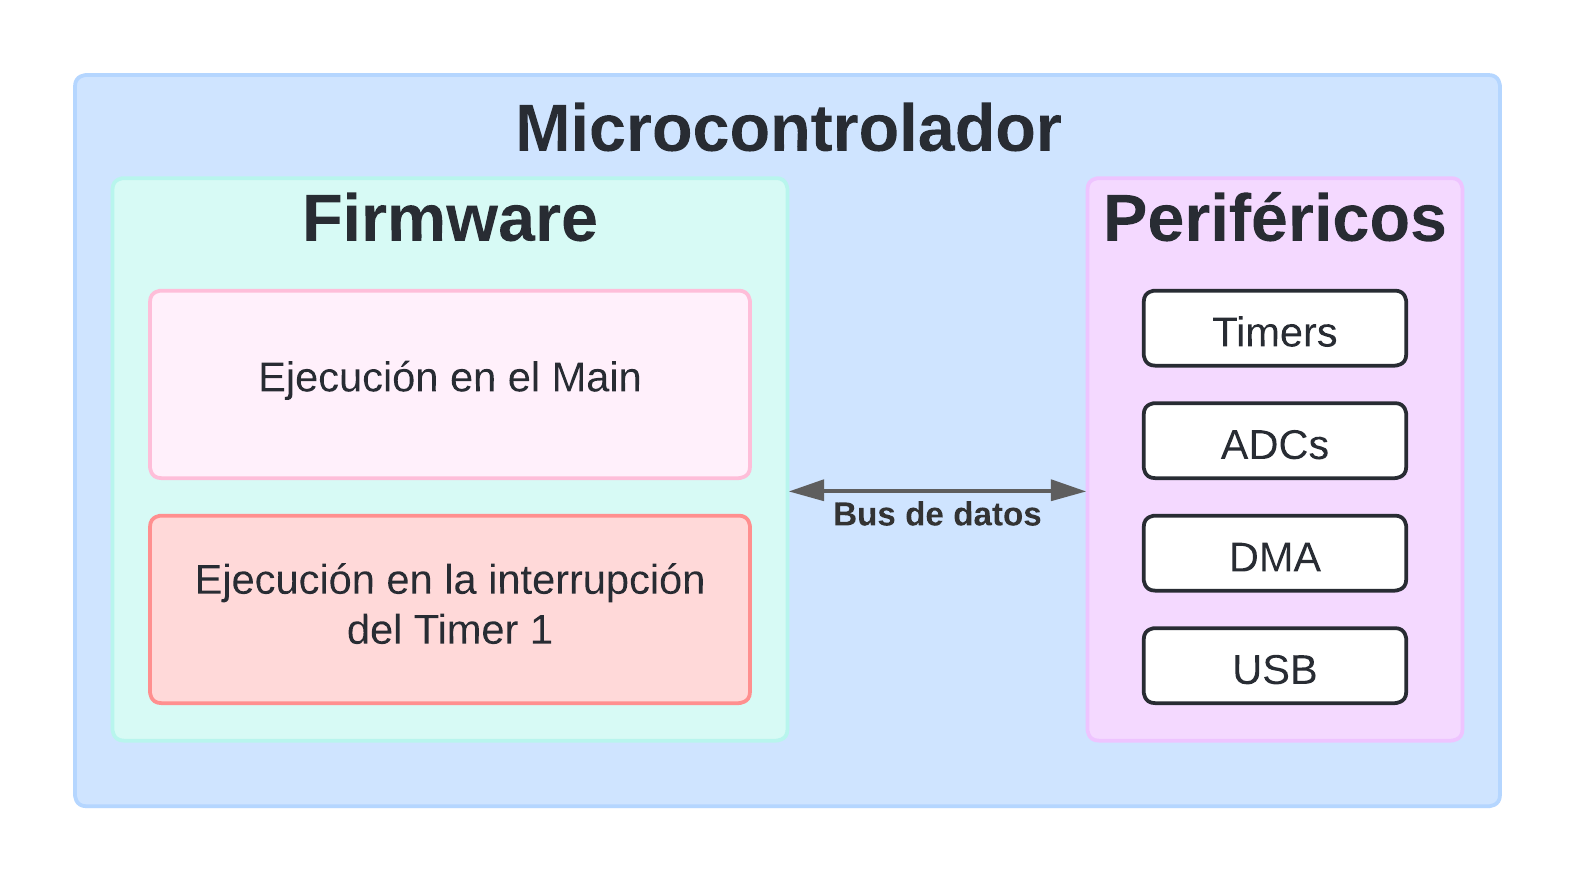 Microcontrolador
Firmware
Ejecución en el Main
Ejecución en la interrupción
del Timer 1
Bus de datos
Periféricos
Timers
ADCs
DMA
USB